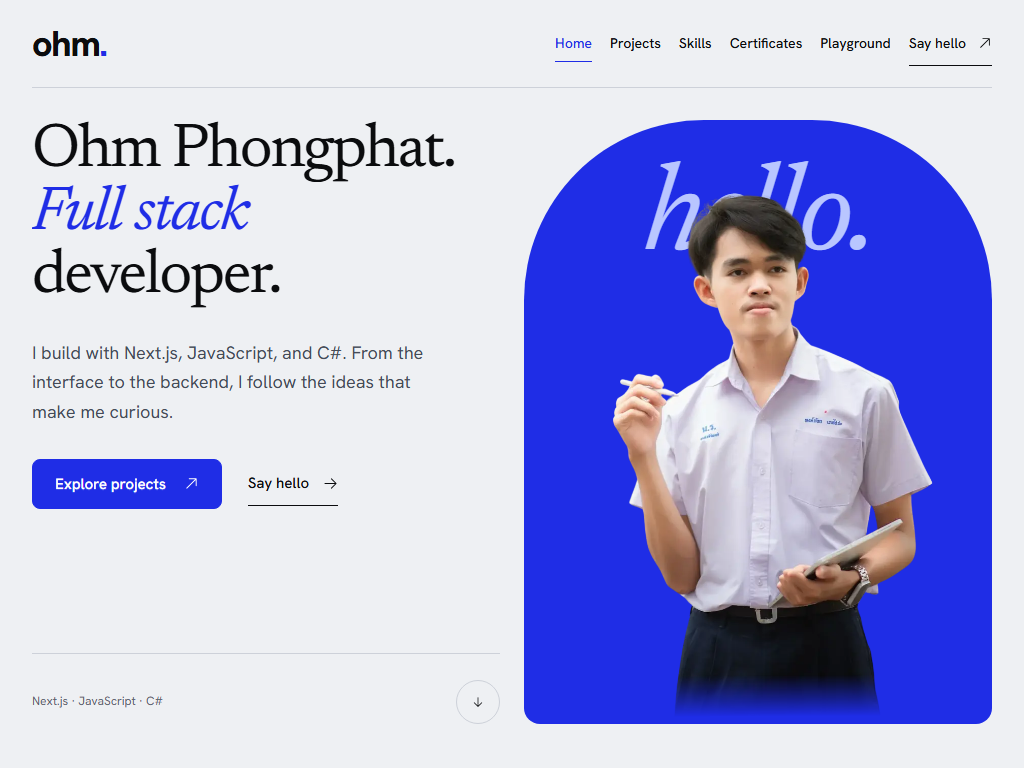 ohm.
Home Projects Skills Certificates Playground Say hello
Ohm Phongphat.
Full stack
developer.
I build with Next.js, JavaScript, and C#. From the
interface to the backend, I follow the ideas that
make me curious.
Explore projects
Say hello
Next.js · JavaScript · C#